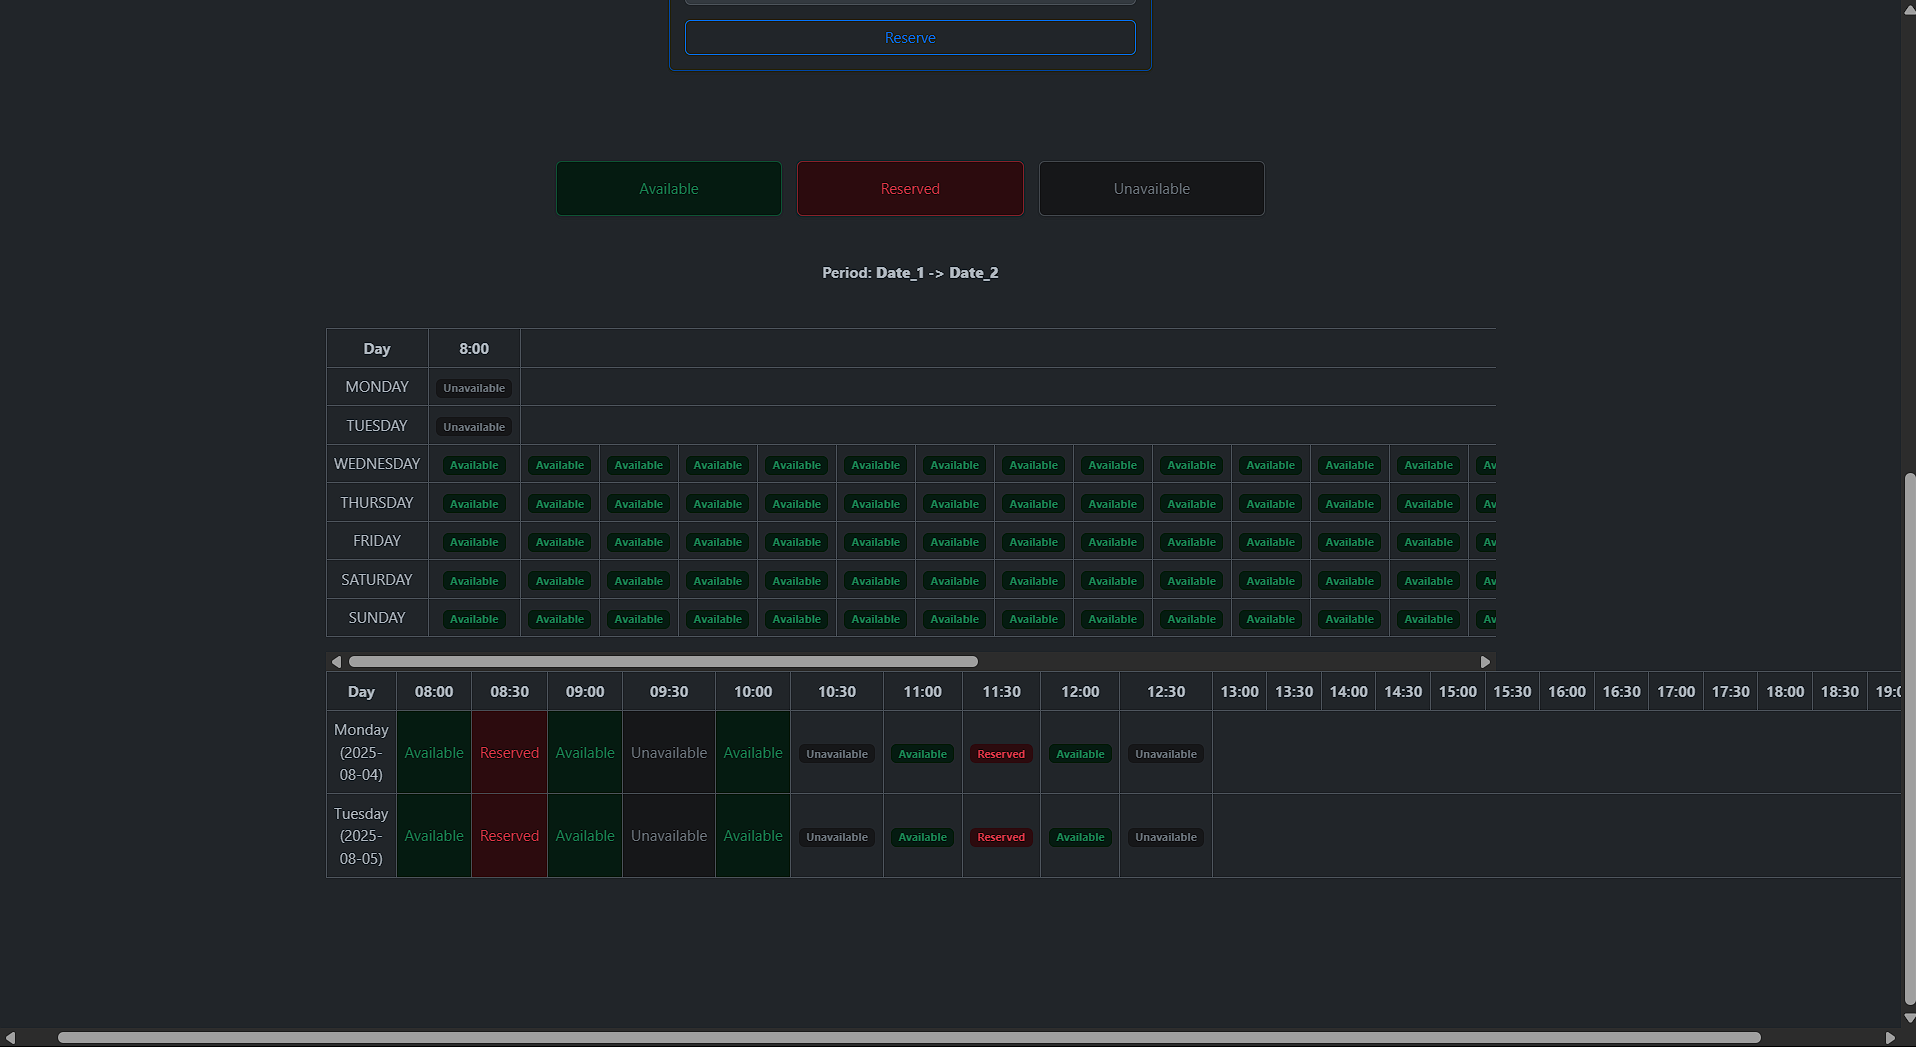 Reserve
Available Reserved Unavailable
Period: Date_1 -> Date_2
Day 8:00
MONDAY Unavailable
TUESDAY Unavailable
WEDNESDAY Available Available Available Available Available Available Available Available Available Available Available Available Available Av
THURSDAY Available Available Available Available Available Available Available Available Available Available Available Available Available Av
FRIDAY Available Available Available Available Available Available Available Available Available Available Available Available Available Av
SATURDAY Available Available Available Available Available Available Available Available Available Available Available Available Available Av
SUNDAY Available Available Available Available Available Available Available Available Available Available Available Available Available Av
Day 08:00 08:30 09:00 09:30 10:00 10:30 11:00 11:30 12:00 12:30 13:00 13:30 14:00 14:30 15:00 15:30 16:00 16:30 17:00 17:30 18:00 18:30 19:0
Monday
(2025-
08-04)
Available Reserved Available Unavailable Available Unavailable Available Reserved Available Unavailable
Tuesday
(2025-
08-05)
Available Reserved Available Unavailable Available Unavailable Available Reserved Available Unavailable